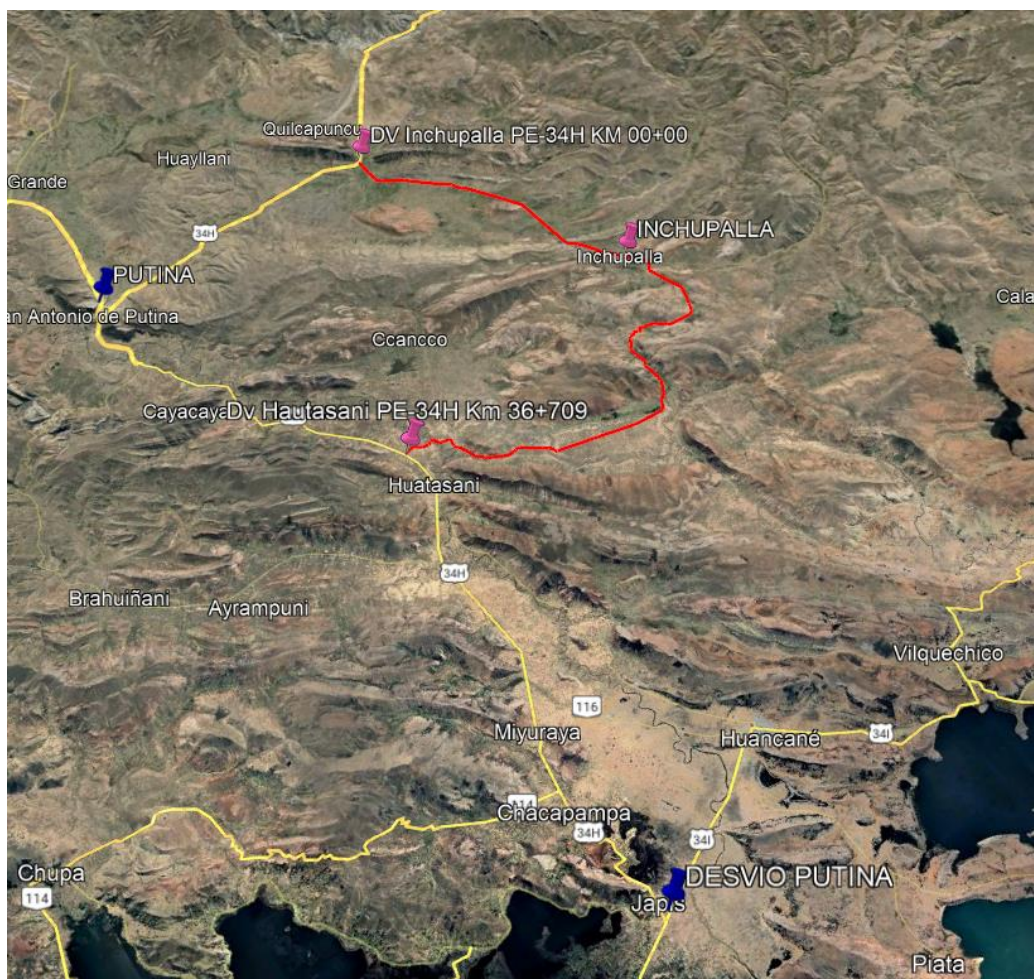 Quilcapuncu
DV Inchupalla PE-34H KM 00+00
Huayllani
Grande
34H
INCHUPALLA
Inchupalla
PUTINA
an Antonio de Putina
Cala
Ccancco
Cayacaya
Dv Hautasani PE-34H Km 36+709
Huatasani
34H
Brahuiñani
Ayrampuni
Vilquechico
116
Miyuraya
Huancané
34I
Chacapampa
34H
34I
Chupa
114
DESVIO PUTINA
Japis
Piata